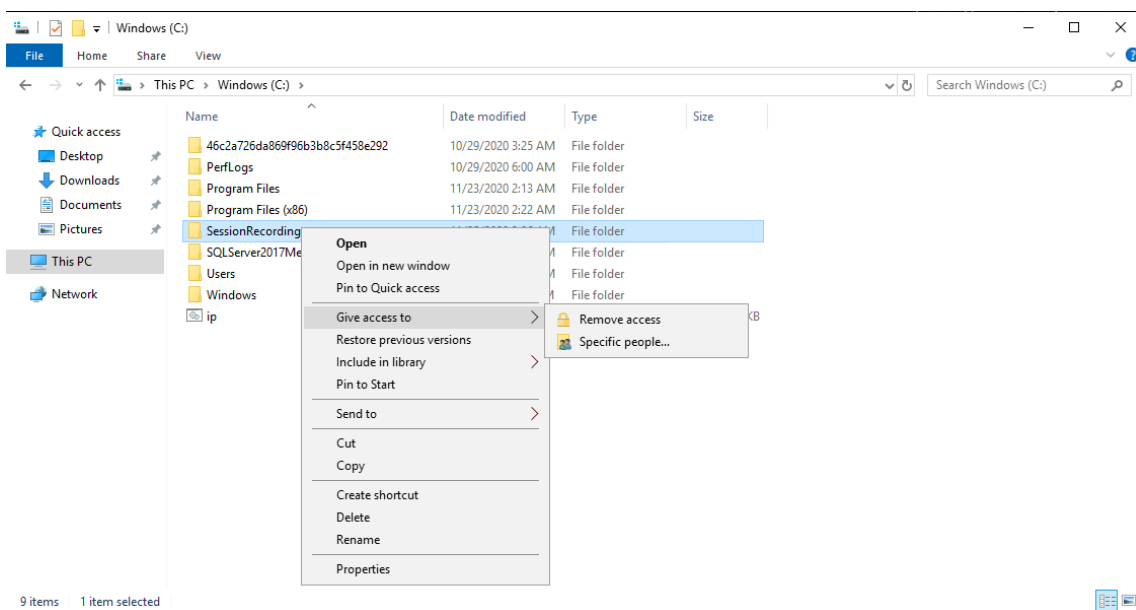 Windows (C:)
File Home Share View
This PC > Windows (C:) >
Search Windows (C:)
Name Date modified Type Size
Quick access
Desktop
Downloads
Documents
Pictures
This PC
Network
46c2a726da869f96b3b8c5f458e292 10/29/2020 3:25 AM File folder
PerfLogs 10/29/2020 6:00 AM File folder
Program Files 11/23/2020 2:13 AM File folder
Program Files (x86) 11/23/2020 2:22 AM File folder
SessionRecording File folder
SQLServer2017Me File folder
Users File folder
Windows File folder
ip KB
Open
Open in new window
Pin to Quick access
Give access to
Restore previous versions
Include in library
Pin to Start
Send to
Cut
Copy
Create shortcut
Delete
Rename
Properties
Remove access
Specific people...
9 items 1 item selected